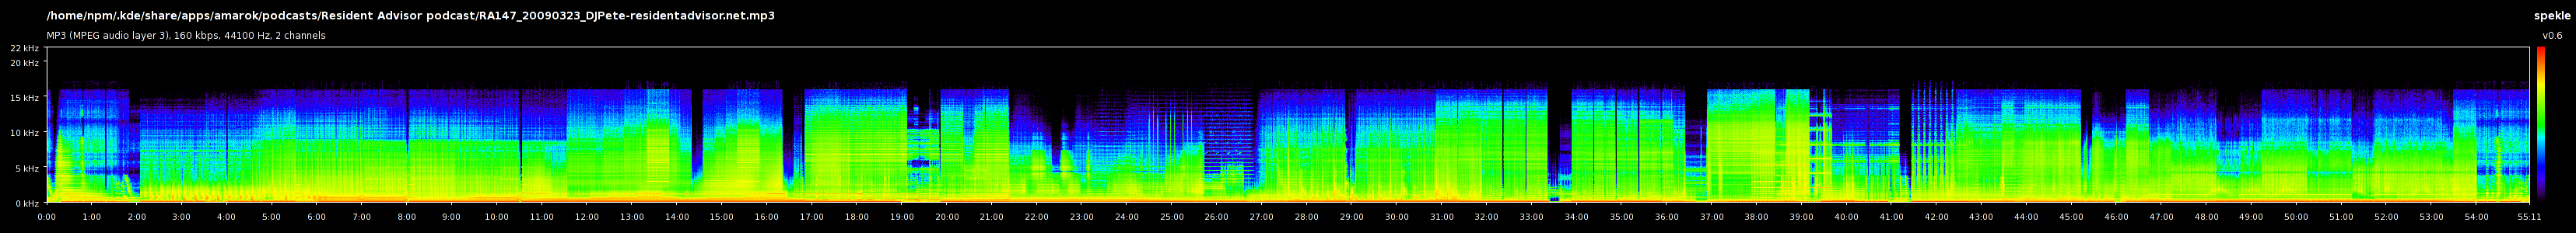 /home/npm/.kde/share/apps/amarok/podcasts/Resident Advisor podcast/RA147_20090323_DJPete-residentadvisor.net.mp3 spekle
MP3 (MPEG audio layer 3), 160 kbps, 44100 Hz, 2 channels v0.6
22 kHz
20 kHz
15 kHz
10 kHz
5 kHz
0 kHz
0:00 1:00 2:00 3:00 4:00 5:00 6:00 7:00 8:00 9:00 10:00 11:00 12:00 13:00 14:00 15:00 16:00 17:00 18:00 19:00 20:00 21:00 22:00 23:00 24:00 25:00 26:00 27:00 28:00 29:00 30:00 31:00 32:00 33:00 34:00 35:00 36:00 37:00 38:00 39:00 40:00 41:00 42:00 43:00 44:00 45:00 46:00 47:00 48:00 49:00 50:00 51:00 52:00 53:00 54:00 55:11